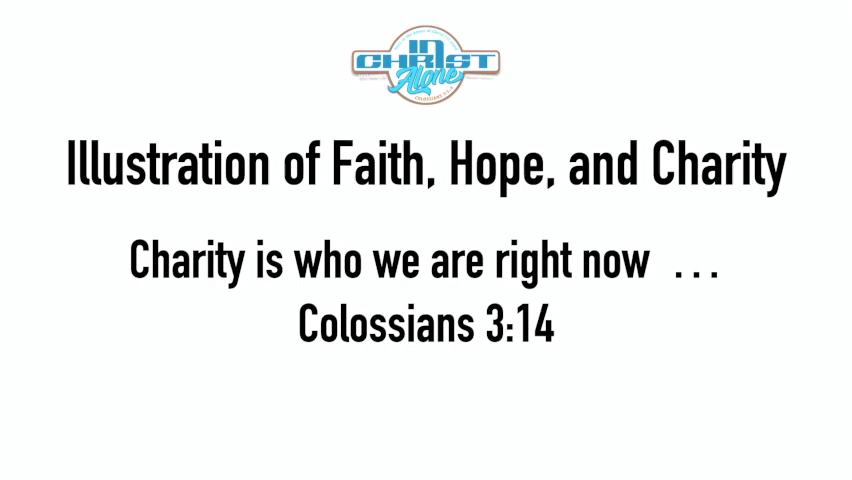 IN
CHRIST
Alone
Illustration of Faith, Hope, and Charity
Charity is who we are right now ...
Colossians 3:14